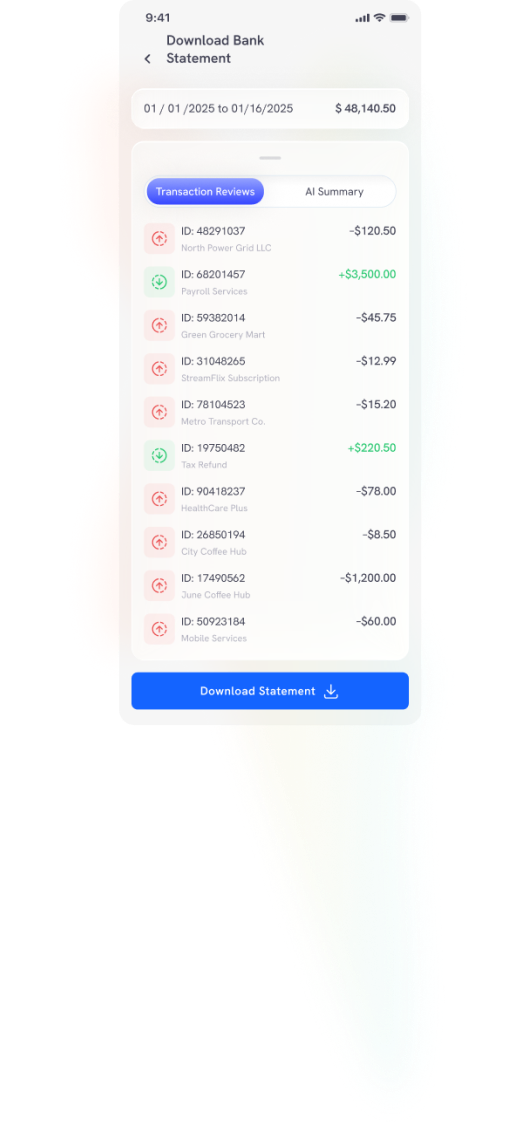 9:41
Download Bank
Statement
01 / 01 /2025 to 01/16/2025 $ 48,140.50
Transaction Reviews AI Summary
ID: 48291037 -$120.50
North Power Grid LLC
ID: 68201457 +$3,500.00
Payroll Services
ID: 59382014 -$45.75
Green Grocery Mart
ID: 31048265 -$12.99
StreamFlix Subscription
ID: 78104523 -$15.20
Metro Transport Co.
ID: 19750482 +$220.50
Tax Refund
ID: 90418237 -$78.00
HealthCare Plus
ID: 26850194 -$8.50
City Coffee Hub
ID: 17490562 -$1,200.00
June Coffee Hub
ID: 50923184 -$60.00
Mobile Services
Download Statement